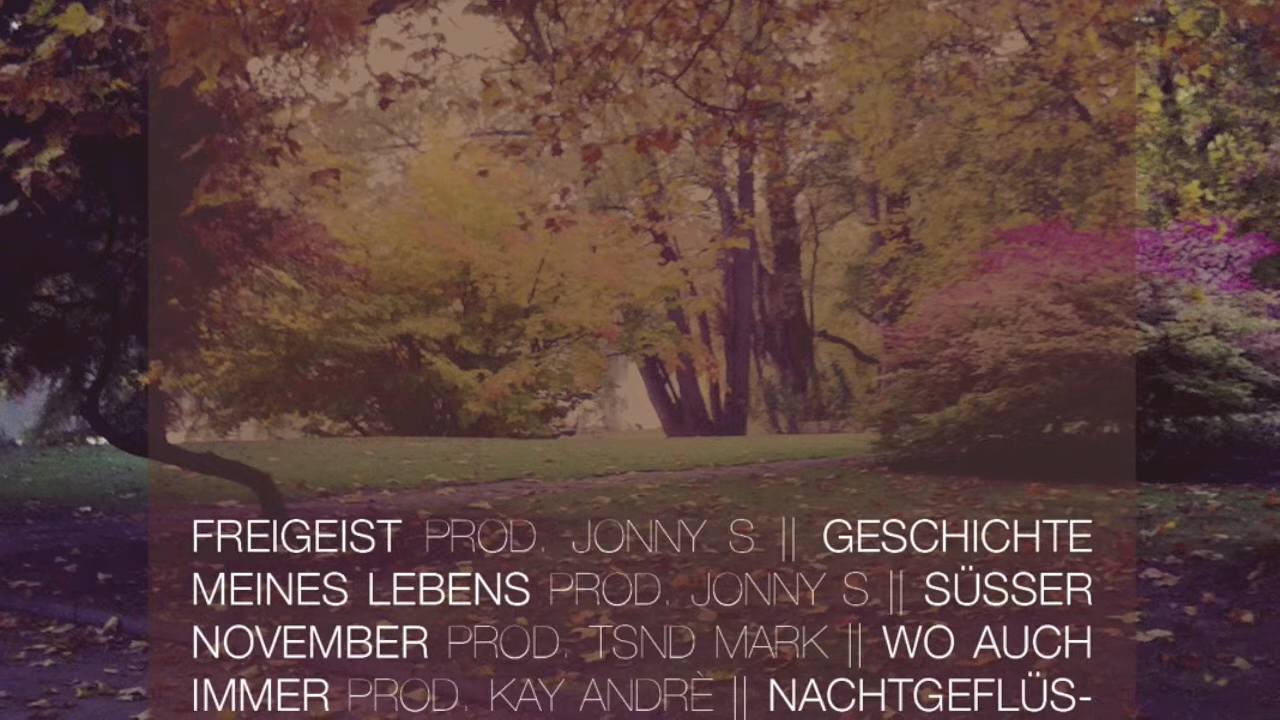 FREIGEIST PROD. JONNY S || GESCHICHTE
MEINES LEBENS PROD. JONNY S || SÜSSER
NOVEMBER PROD. TSND MARK || WO AUCH
IMMER PROD. KAY ANDRÈ || NACHTGEFLÜS-